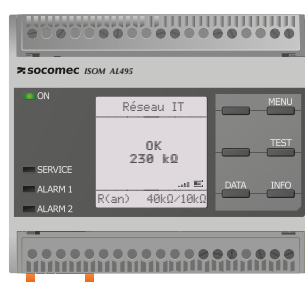 socomec ISOM AL495
ON
Réseau IT
OK
230 kΩ
R(an) 40kΩ/10kΩ
MENU
TEST
DATA INFO
SERVICE
ALARM 1
ALARM 2